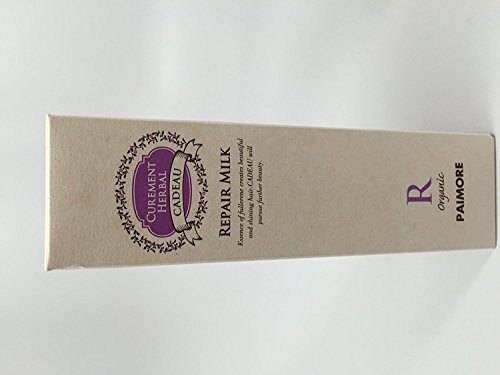 CUREMENT
HERBAL
CADEAU
REPAIR MILK
Essence of fullerene creates beautiful
and shining hair. CADEAU will
pursue further beauty.
R
Organic
PAIMORE